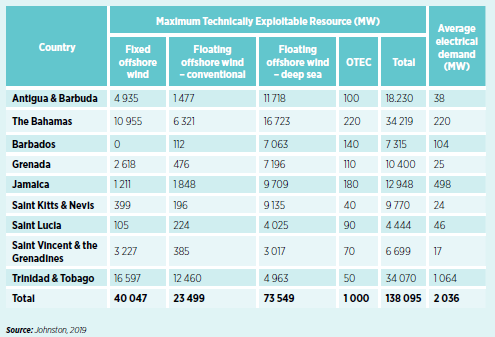 Country
Maximum Technically Exploitable Resource (MW)
Average
electrical
demand
(MW)
Fixed
offshore
wind
Floating
offshore wind
– conventional
Floating
offshore wind
– deep sea
OTEC
Total
Antigua & Barbuda 4 935 1 477 11 718 100 18.230 38
The Bahamas 10 955 6 321 16 723 220 34 219 220
Barbados 0 112 7 063 140 7 315 104
Grenada 2 618 476 7 196 110 10 400 25
Jamaica 1 211 1 848 9 709 180 12 948 498
Saint Kitts & Nevis 399 196 9 135 40 9 770 24
Saint Lucia 105 224 4 025 90 4 444 46
Saint Vincent & the
Grenadines 3 227 385 3 017 70 6 699 17
Trinidad & Tobago 16 597 12 460 4 963 50 34 070 1 064
Total 40 047 23 499 73 549 1 000 138 095 2 036
Source: Johnston, 2019